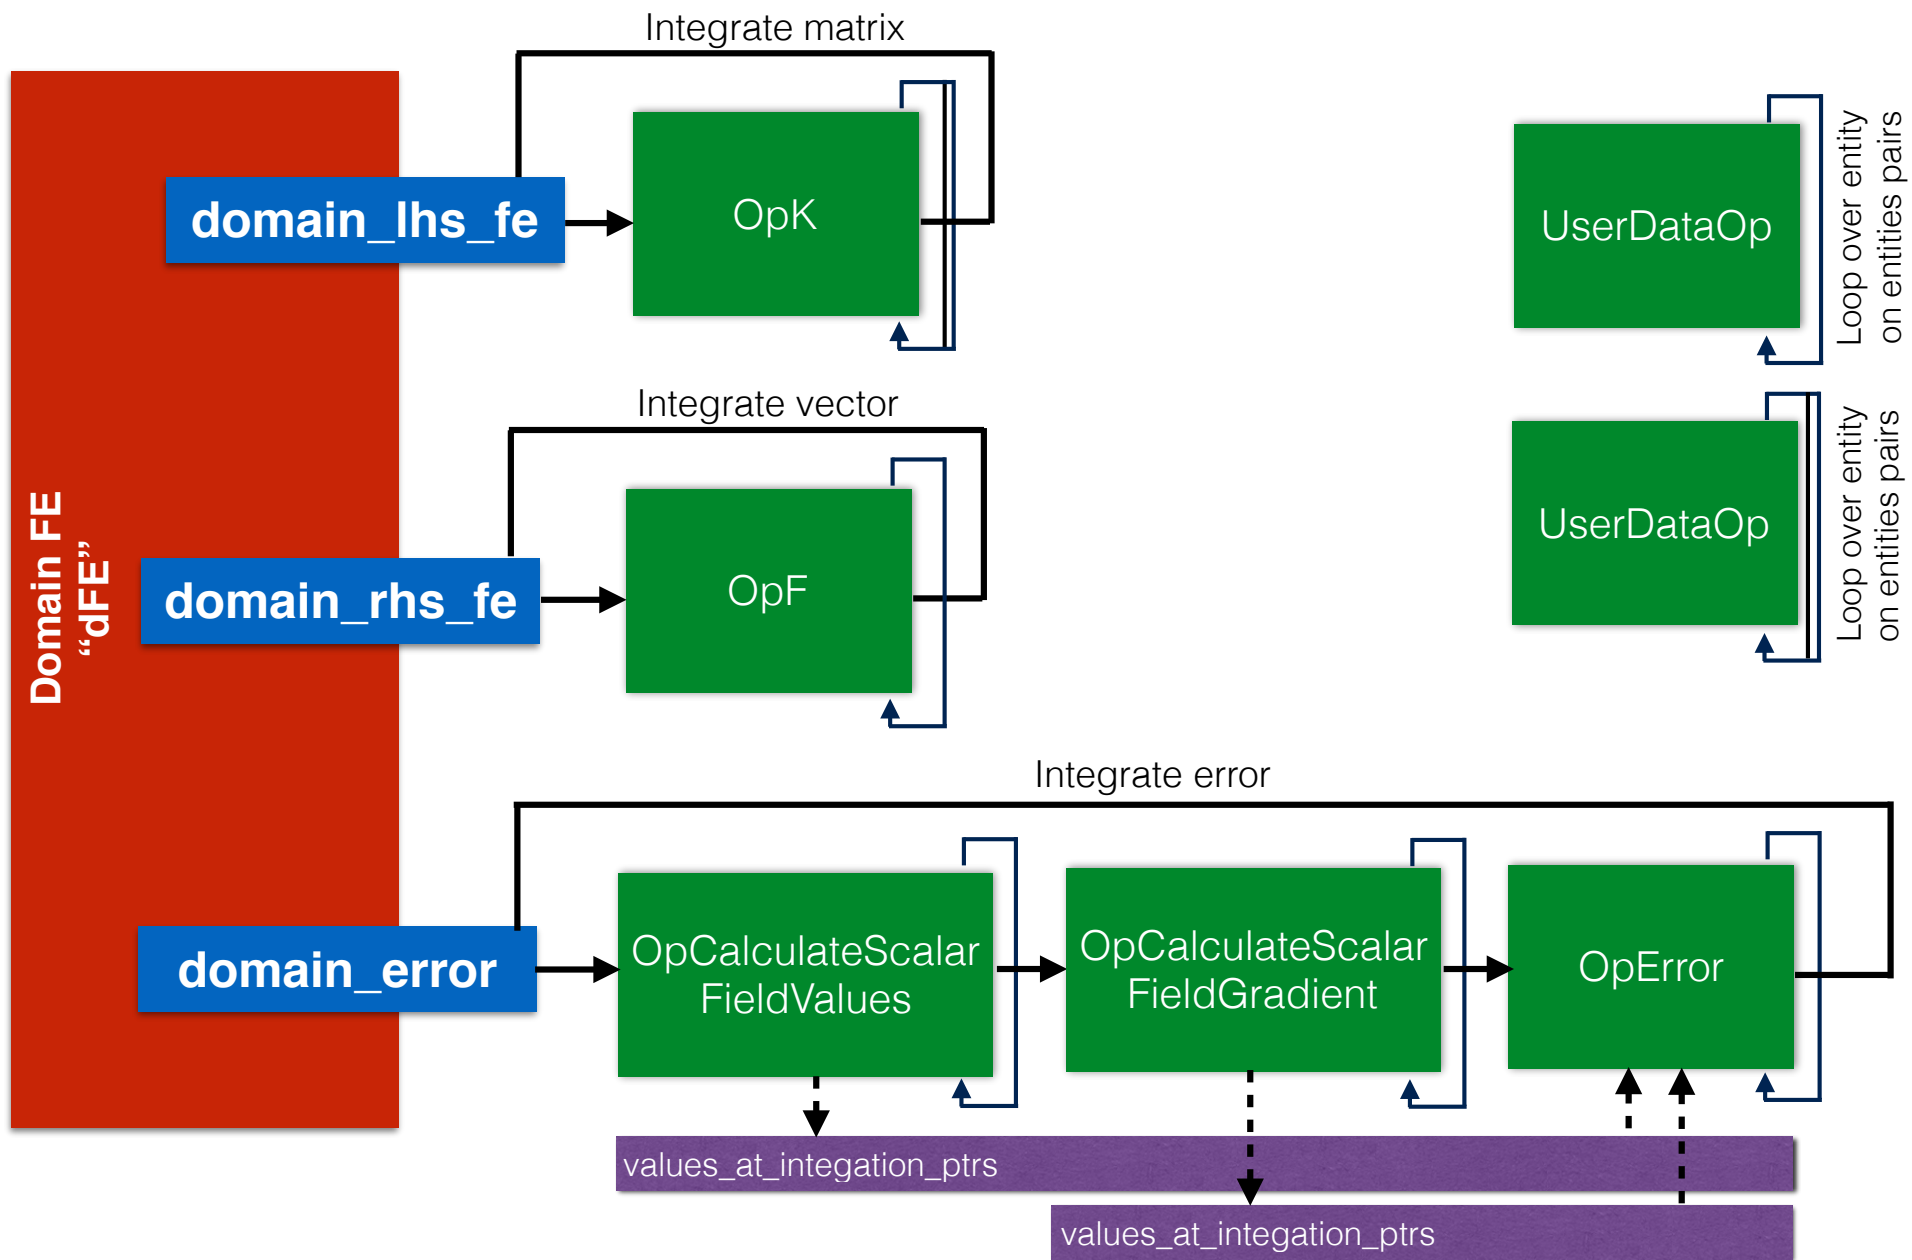 Integrate matrix
domain_lhs_fe
OpK
UserDataOp
Loop over entity
on entities pairs
Integrate vector
Domain FE
“dFE”
domain_rhs_fe
OpF
UserDataOp
Loop over entity
on entities pairs
Integrate error
domain_error
OpCalculateScalar
FieldValues
OpCalculateScalar
FieldGradient
OpError
values_at_integation_ptrs
values_at_integation_ptrs